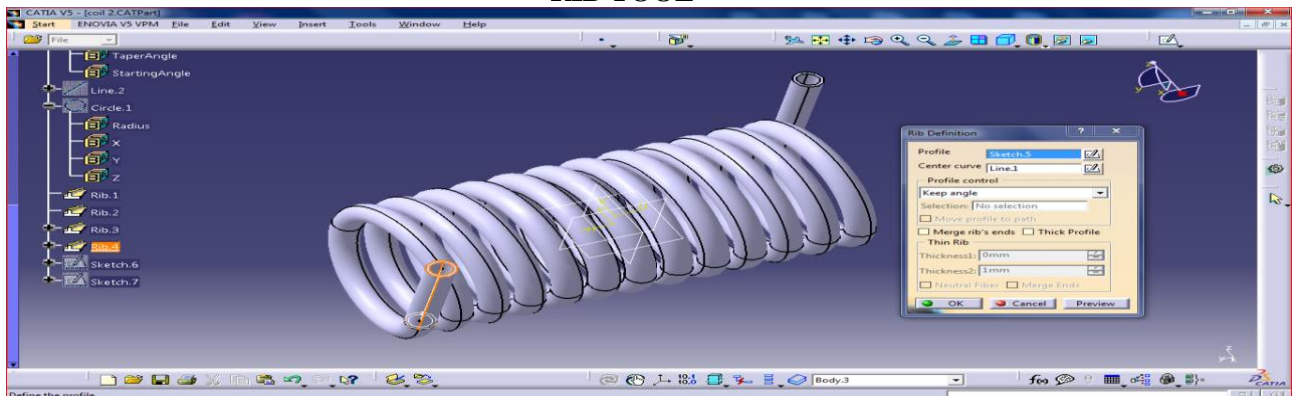 RIB TOOL
CATIA V5 - [coil 2.CATPart]
Start ENOVIA V5 VPM File Edit View Insert Tools Window Help
File
TaperAngle
StartingAngle
Line.2
Circle.1
Radius
X
Y
Z
Rib.1
Rib.2
Rib.3
Rib.4
Sketch.6
Sketch.7
Rib Definition
Profile Sketch.5
Center curve Line.1
Profile control
Keep angle
Selection: No selection
Move profile to path
Merge rib's ends Thick Profile
Thin Rib
Thickness1: 0mm
Thickness2: 1mm
Neutral Fiber Merge Ends
OK Cancel Preview
Body.3
CATIA
Define the profile